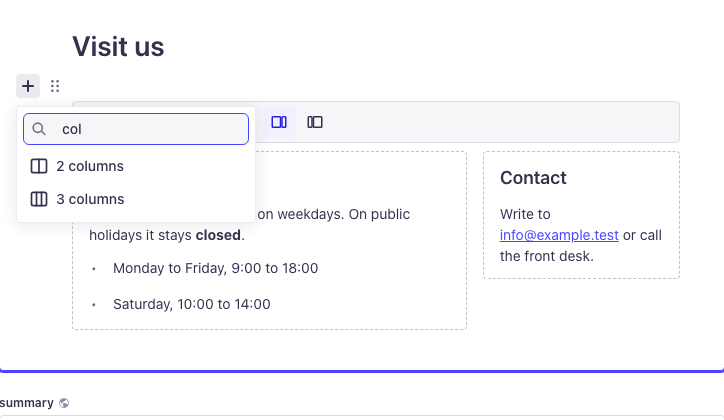 Visit us
col
2 columns
3 columns
on weekdays. On public
holidays it stays closed.
• Monday to Friday, 9:00 to 18:00
• Saturday, 10:00 to 14:00
Contact
Write to
info@example.test or call
the front desk.
summary